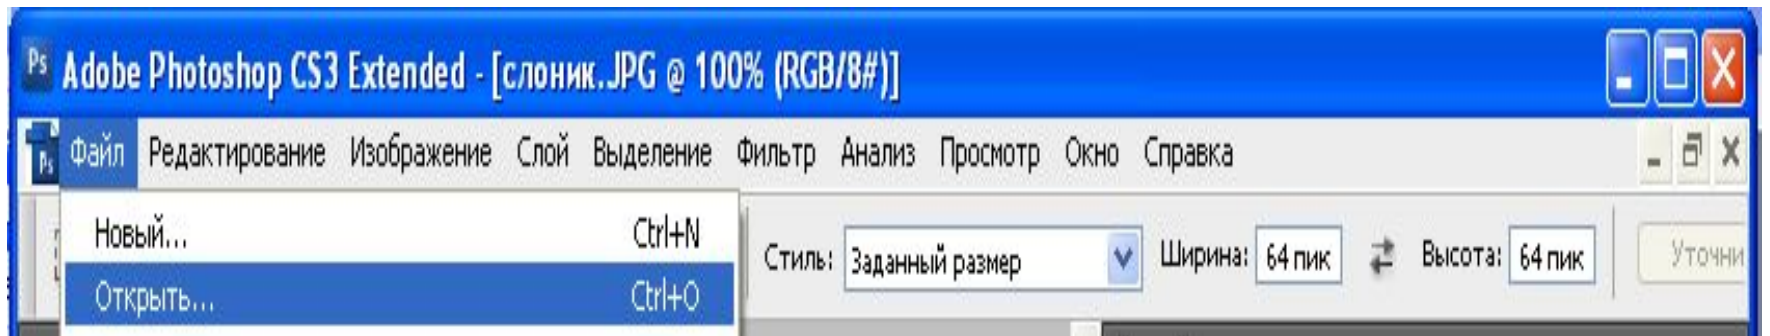 Ps Adobe Photoshop CS3 Extended - [слоник.JPG @ 100% (RGB/8#)]
Ps Файл Редактирование Изображение Слой Выделение Фильтр Анализ Просмотр Окно Справка
Новый... Ctrl+N
Стиль: Заданный размер Ширина: 64 пик Высота: 64 пик Уточни
Открыть... Ctrl+O